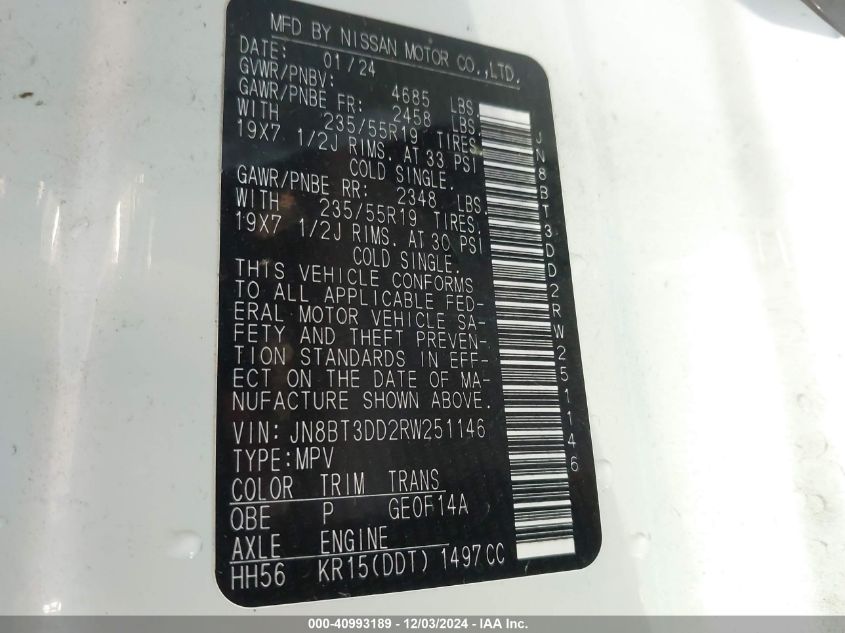 MFD BY NISSAN MOTOR CO.,LTD.
DATE: 01/24
GVWR/PNBV: 4685 LBS
GAWR/PNBE FR: 2458 LBS.
WITH 235/55R19 TIRES,
19X7 1/2J RIMS. AT 33 PSI
COLD SINGLE.
GAWR/PNBE RR: 2348 LBS.
WITH 235/55R19 TIRES,
19X7 1/2J RIMS. AT 30 PSI
COLD SINGLE.
THIS VEHICLE CONFORMS
TO ALL APPLICABLE FED-
ERAL MOTOR VEHICLE SA-
FETY AND THEFT PREVEN-
TION STANDARDS IN EFF-
ECT ON THE DATE OF MA-
NUFACTURE SHOWN ABOVE.
VIN: JN8BT3DD2RW251146
TYPE:MPV
COLOR TRIM TRANS
QBE P GE0F14A
AXLE ENGINE
HH56 KR15(DDT) 1497CC
JN8BT3DD2RW251146
000-40993189 - 12/03/2024 - IAA Inc.